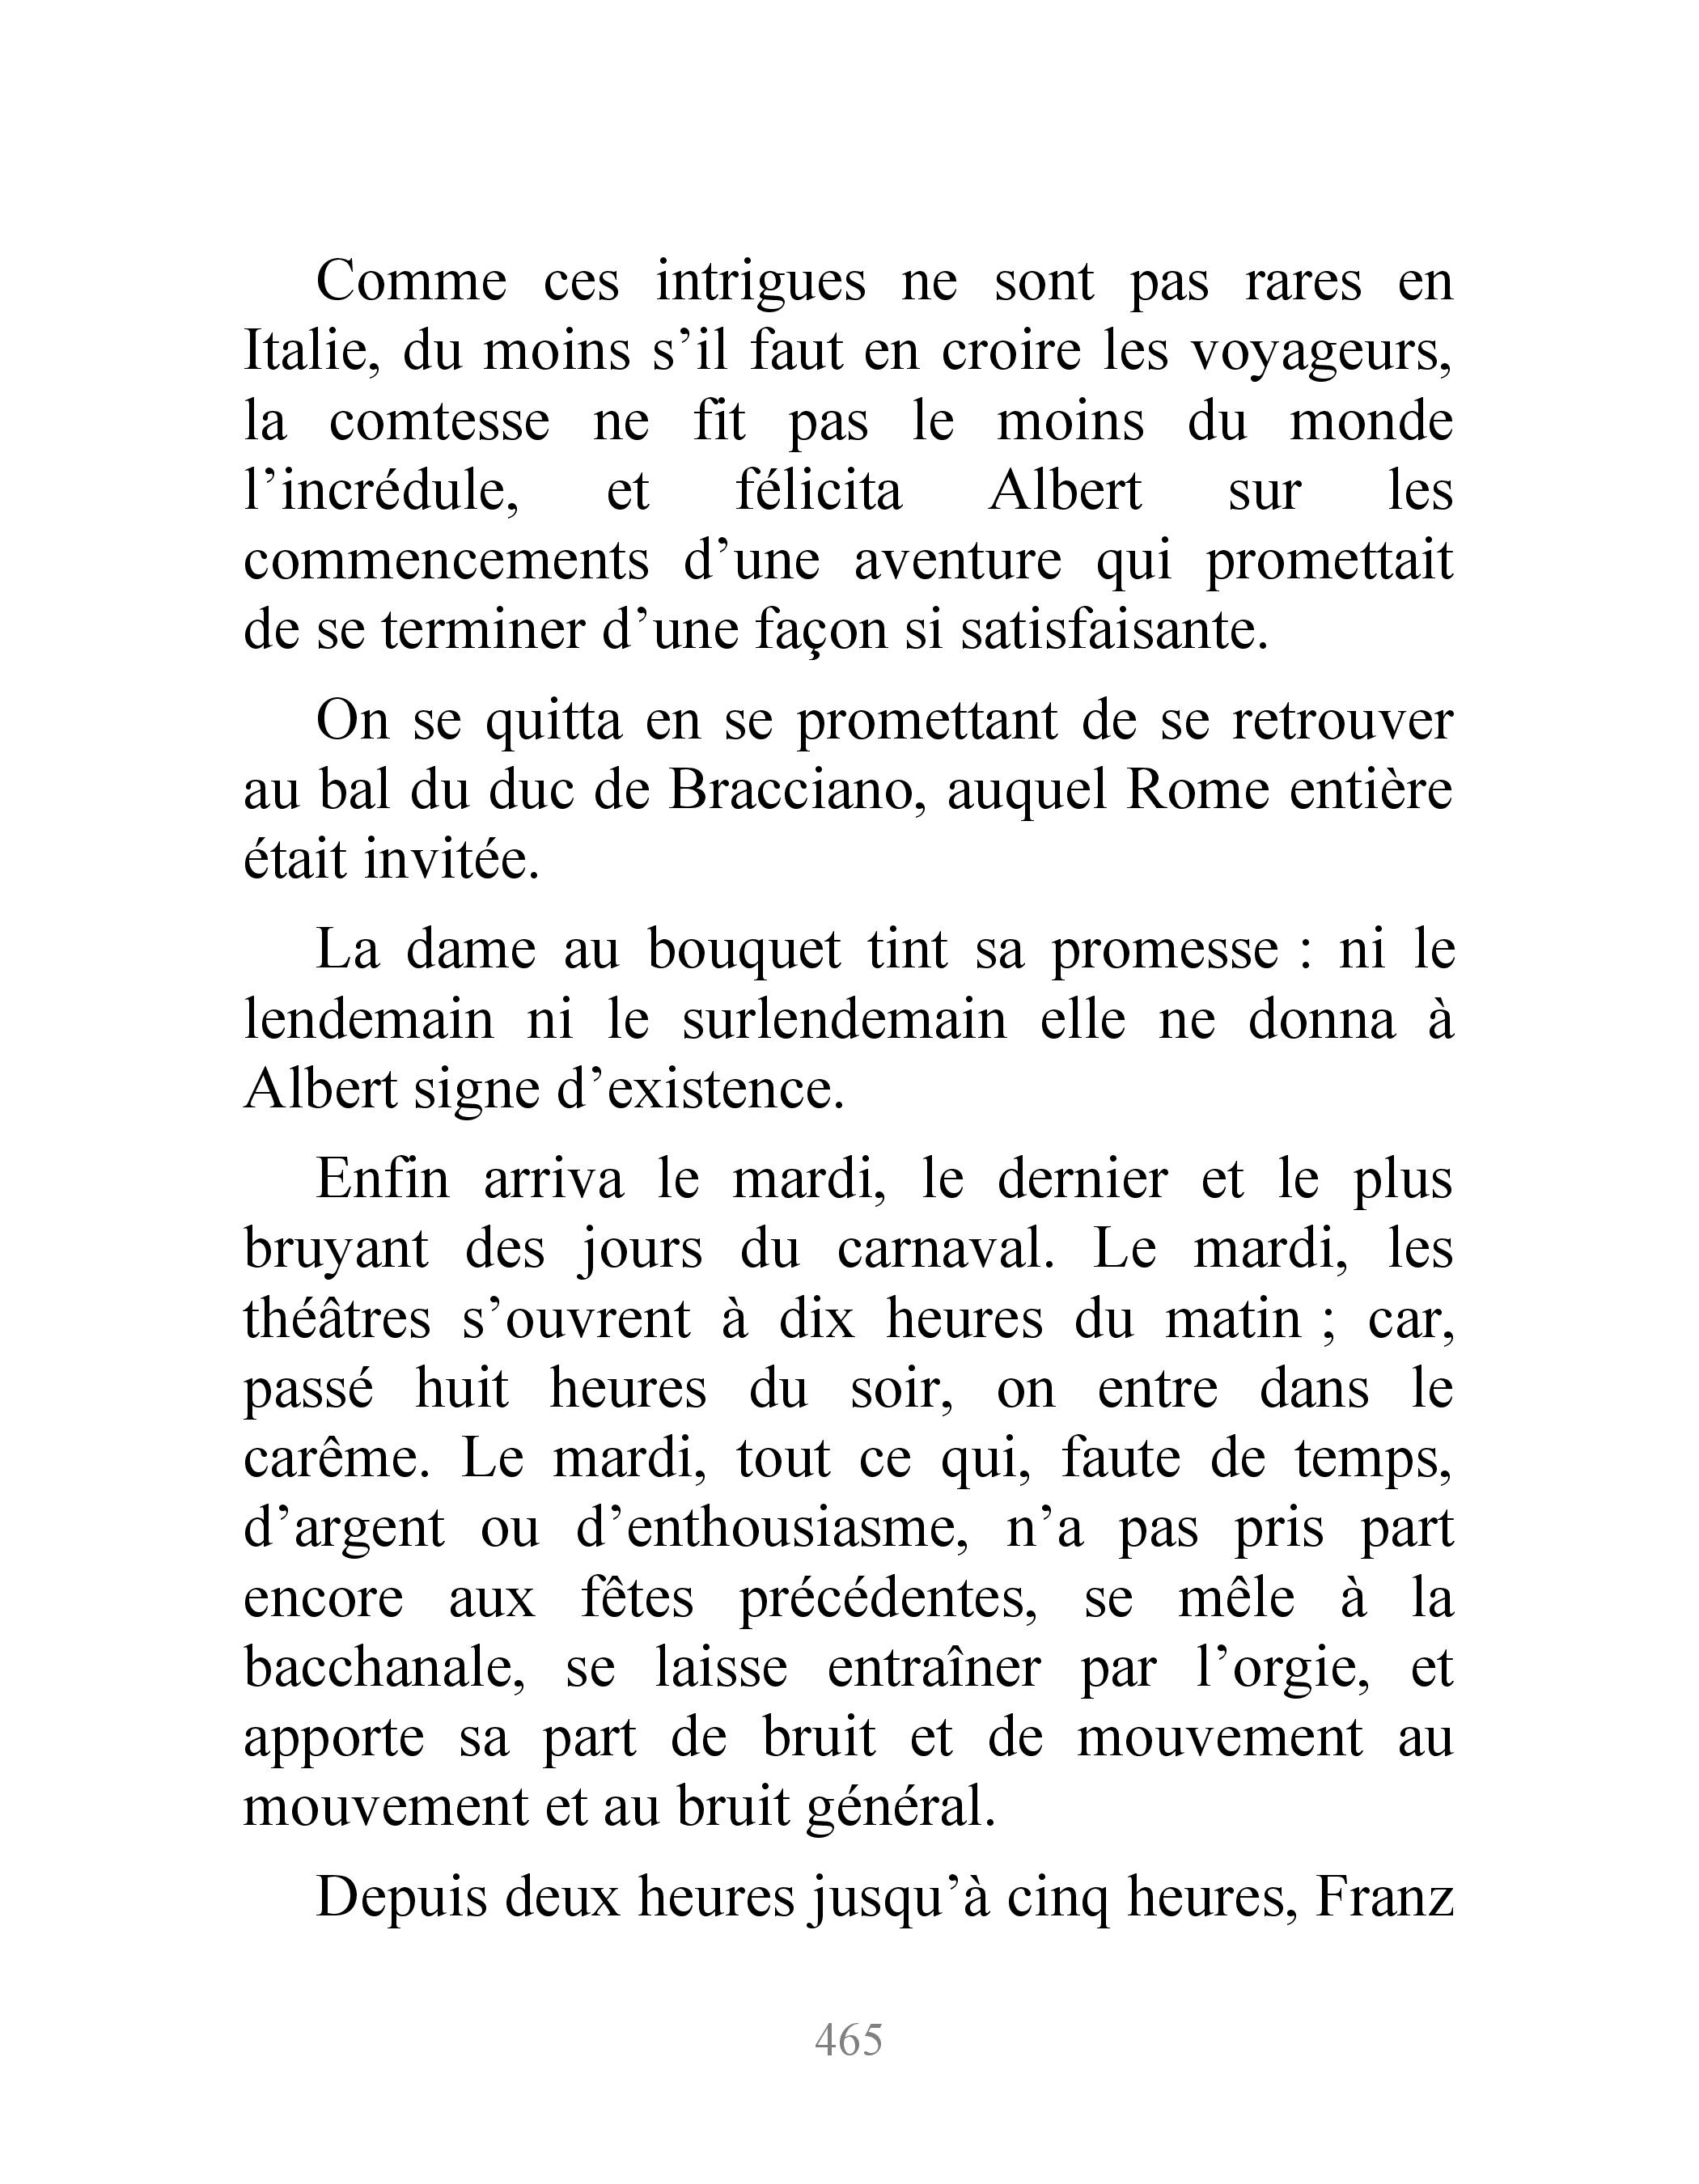 Comme ces intrigues ne sont pas rares en
Italie, du moins s’il faut en croire les voyageurs,
la comtesse ne fit pas le moins du monde
l’incrédule, et félicita Albert sur les
commencements d’une aventure qui promettait
de se terminer d’une façon si satisfaisante.
On se quitta en se promettant de se retrouver
au bal du duc de Bracciano, auquel Rome entière
était invitée.
La dame au bouquet tint sa promesse : ni le
lendemain ni le surlendemain elle ne donna à
Albert signe d’existence.
Enfin arriva le mardi, le dernier et le plus
bruyant des jours du carnaval. Le mardi, les
théâtres s’ouvrent à dix heures du matin ; car,
passé huit heures du soir, on entre dans le
carême. Le mardi, tout ce qui, faute de temps,
d’argent ou d’enthousiasme, n’a pas pris part
encore aux fêtes précédentes, se mêle à la
bacchanale, se laisse entraîner par l’orgie, et
apporte sa part de bruit et de mouvement au
mouvement et au bruit général.
Depuis deux heures jusqu’à cinq heures, Franz
465